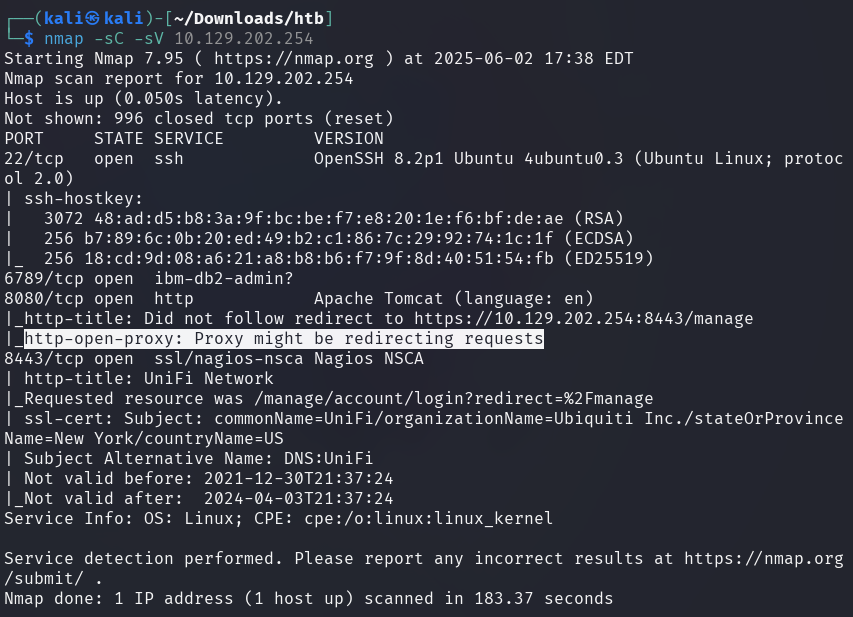 ┌──(kali㉿kali)-[~/Downloads/htb]
└─$ nmap -sC -sV 10.129.202.254
Starting Nmap 7.95 ( https://nmap.org ) at 2025-06-02 17:38 EDT
Nmap scan report for 10.129.202.254
Host is up (0.050s latency).
Not shown: 996 closed tcp ports (reset)
PORT     STATE SERVICE         VERSION
22/tcp   open  ssh             OpenSSH 8.2p1 Ubuntu 4ubuntu0.3 (Ubuntu Linux; protoc
ol 2.0)
| ssh-hostkey:
|   3072 48:ad:d5:b8:3a:9f:bc:be:f7:e8:20:1e:f6:bf:de:ae (RSA)
|   256 b7:89:6c:0b:20:ed:49:b2:c1:86:7c:29:92:74:1c:1f (ECDSA)
|_  256 18:cd:9d:08:a6:21:a8:b8:b6:f7:9f:8d:40:51:54:fb (ED25519)
6789/tcp open  ibm-db2-admin?
8080/tcp open  http            Apache Tomcat (language: en)
|_http-title: Did not follow redirect to https://10.129.202.254:8443/manage
|_http-open-proxy: Proxy might be redirecting requests
8443/tcp open  ssl/nagios-nsca Nagios NSCA
| http-title: UniFi Network
|_Requested resource was /manage/account/login?redirect=%2Fmanage
| ssl-cert: Subject: commonName=UniFi/organizationName=Ubiquiti Inc./stateOrProvince
Name=New York/countryName=US
| Subject Alternative Name: DNS:UniFi
| Not valid before: 2021-12-30T21:37:24
|_Not valid after:  2024-04-03T21:37:24
Service Info: OS: Linux; CPE: cpe:/o:linux:linux_kernel

Service detection performed. Please report any incorrect results at https://nmap.org
/submit/ .
Nmap done: 1 IP address (1 host up) scanned in 183.37 seconds